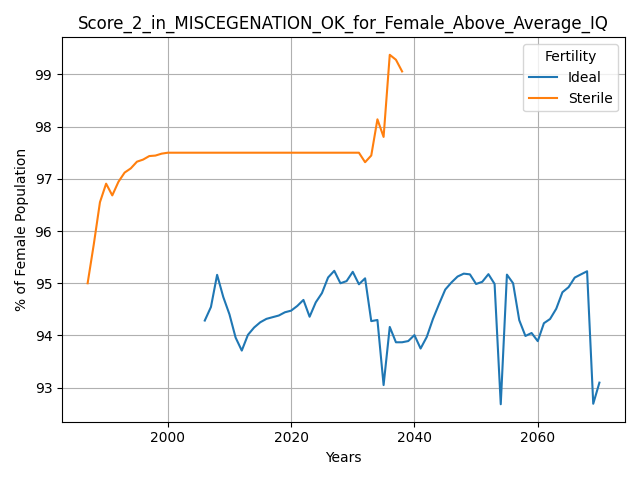 Score_2_in_MISCEGENATION_OK_for_Female_Above_Average_IQ
Fertility
Ideal
Sterile
% of Female Population
99
98
97
96
95
94
93
2000
2020
2040
2060
Years